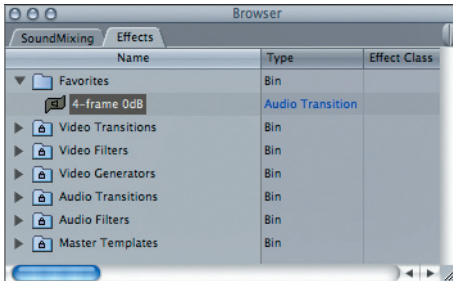 Browser
SoundMixing Effects
Name Type Effect Class
Favorites Bin
4-frame 0dB Audio Transition
Video Transitions Bin
Video Filters Bin
Video Generators Bin
Audio Transitions Bin
Audio Filters Bin
Master Templates Bin